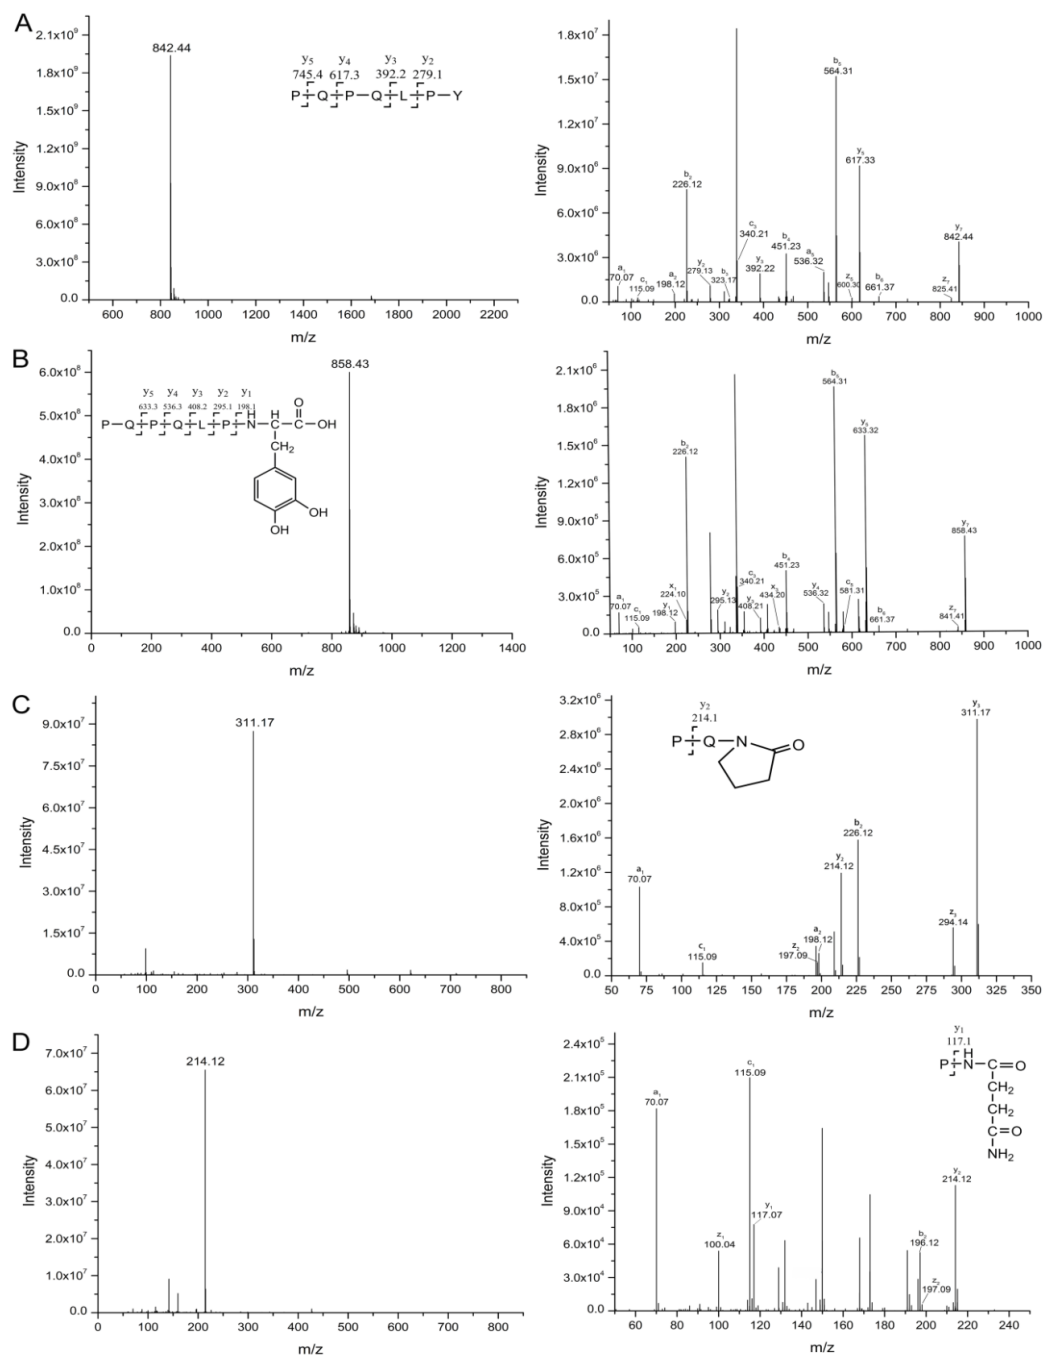 A
2.1x10⁹
1.8x10⁹
1.5x10⁹
1.2x10⁹
9.0x10⁸
6.0x10⁸
3.0x10⁸
0.0
Intensity
842.44
y₅ y₄ y₃ y₂
745.4 617.3 392.2 279.1
P Q P Q L P Y
600 800 1000 1200 1400 1600 1800 2000 2200
m/z
1.8x10⁷
1.5x10⁷
1.2x10⁷
9.0x10⁶
6.0x10⁶
3.0x10⁶
0.0
Intensity
a₁
70.07
c₁
115.09
a₂
198.12
b₂
226.12
y₂
279.13
b₃
323.17
c₃
340.21
y₃
392.22
b₄
451.23
a₅
536.32
b₅
564.31
z₅
600.30
y₅
617.33
b₆
661.37
z₇
825.41
y₇
842.44
100 200 300 400 500 600 700 800 900 1000
m/z
B
6.0x10⁸
5.0x10⁸
4.0x10⁸
3.0x10⁸
2.0x10⁸
1.0x10⁸
0.0
Intensity
858.43
y₅ y₄ y₃ y₂ y₁
633.3 536.3 408.2 295.1 198.1
P Q P Q L P N H H C O OH
CH₂
OH
OH
0 200 400 600 800 1000 1200 1400
m/z
2.1x10⁶
1.8x10⁶
1.5x10⁶
1.2x10⁶
9.0x10⁵
6.0x10⁵
3.0x10⁵
0.0
Intensity
a₁
70.07
c₁
115.09
y₁
198.12
x₁
224.10
b₂
226.12
y₂
295.13
c₃
340.21
y₃
408.21
x₃
434.20
b₄
451.23
y₄
536.32
b₅
564.31
c₅
581.31
y₅
633.32
b₆
661.37
z₇
841.41
y₇
858.43
100 200 300 400 500 600 700 800 900 1000
m/z
C
9.0x10⁷
7.5x10⁷
6.0x10⁷
4.5x10⁷
3.0x10⁷
1.5x10⁷
0.0
Intensity
311.17
0 100 200 300 400 500 600 700 800
m/z
3.2x10⁶
2.8x10⁶
2.4x10⁶
2.0x10⁶
1.6x10⁶
1.2x10⁶
8.0x10⁵
4.0x10⁵
0.0
Intensity
y₂
214.1
P Q N O
a₁
70.07
c₁
115.09
z₂
197.09
a₂
198.12
y₂
214.12
b₂
226.12
z₃
294.14
y₃
311.17
50 75 100 125 150 175 200 225 250 275 300 325 350
m/z
D
7.0x10⁷
6.0x10⁷
5.0x10⁷
4.0x10⁷
3.0x10⁷
2.0x10⁷
1.0x10⁷
0.0
Intensity
214.12
0 50 100 150 200 250 300 350 400 450 500 550
m/z
2.4x10⁵
2.1x10⁵
1.8x10⁵
1.5x10⁵
1.2x10⁵
9.0x10⁴
6.0x10⁴
3.0x10⁴
0.0
Intensity
y₁
117.1
P N H C O
CH₂
CH₂
C O
NH₂
a₁
70.07
z₁
100.04
c₁
115.09
y₁
117.07
b₂
196.12
z₂
197.09
y₂
214.12
60 80 100 120 140 160 180 200 220 240
m/z